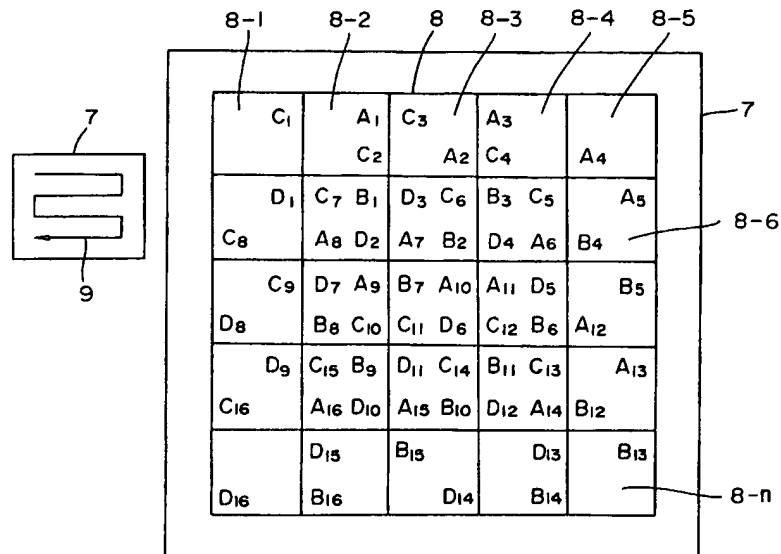 8-1 8-2 8 8-3 8-4 8-5
7 7
C1 A1 C3 A3
C2 A2 C4 A4
D1 C7 B1 D3 C6 B3 C5 A5
C8 A8 D2 A7 B2 D4 A6 B4 8-6
9
C9 D7 A9 B7 A10 A11 D5 B5
D8 B8 C10 C11 D6 C12 B6 A12
D9 C15 B9 D11 C14 B11 C13 A13
C16 A16 D10 A15 B10 D12 A14 B12
D15 B15 D13 B13
D16 B16 D14 B14 8-n